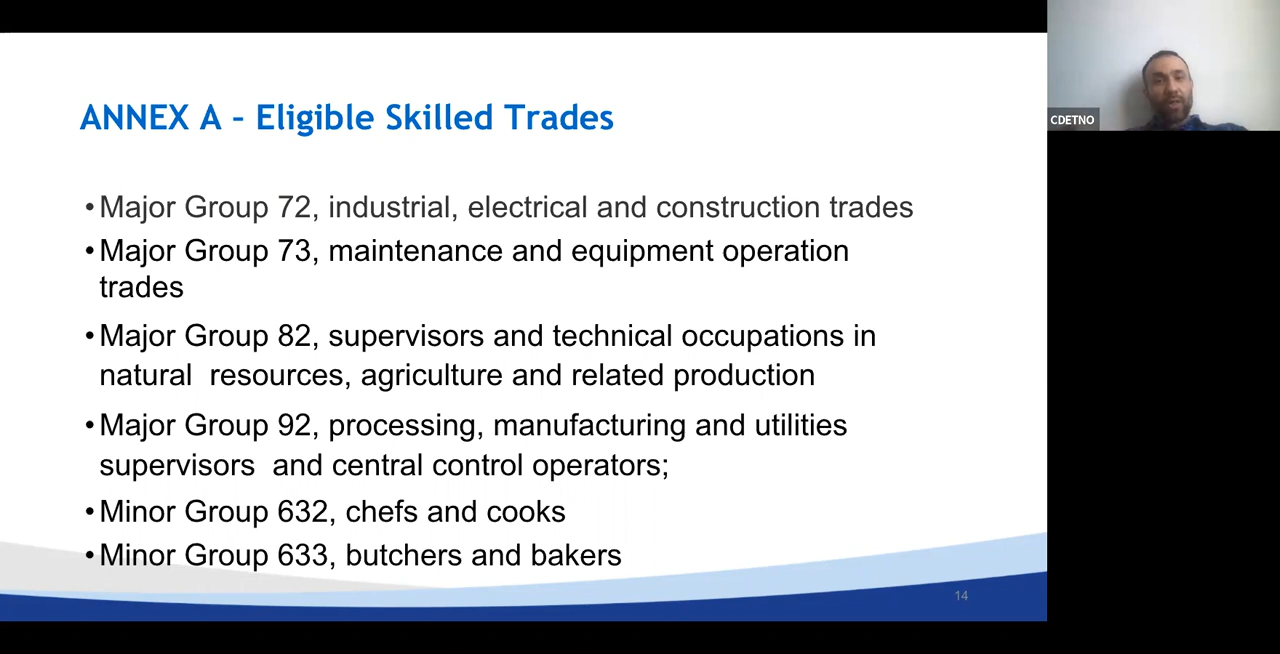 ANNEX A – Eligible Skilled Trades
•Major Group 72, industrial, electrical and construction trades
•Major Group 73, maintenance and equipment operation
trades
•Major Group 82, supervisors and technical occupations in
natural  resources, agriculture and related production
•Major Group 92, processing, manufacturing and utilities
supervisors  and central control operators;
•Minor Group 632, chefs and cooks
•Minor Group 633, butchers and bakers
14
CDETNO